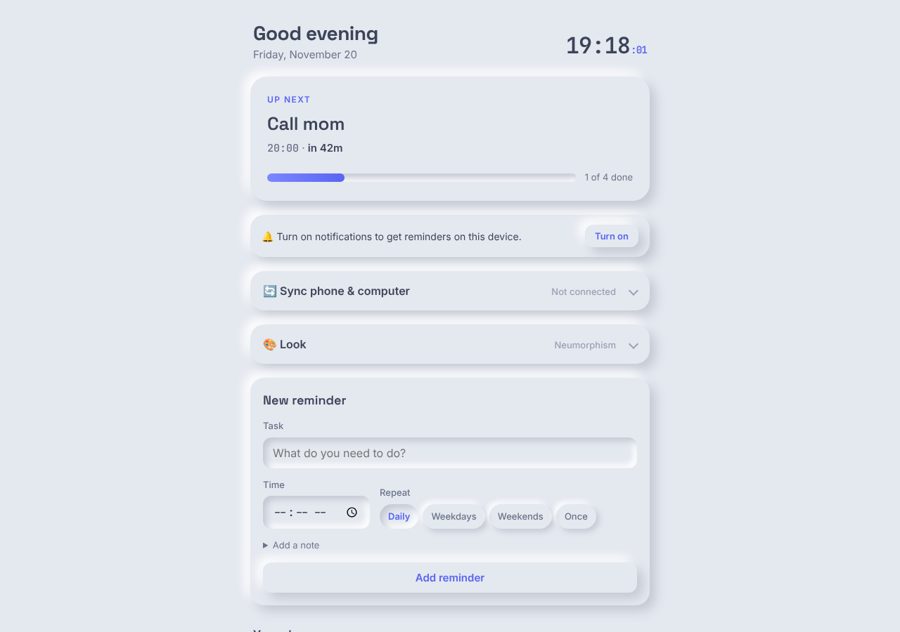 Good evening
Friday, November 20
19:18:01
UP NEXT
Call mom
20:00 · in 42m
1 of 4 done
🔔 Turn on notifications to get reminders on this device.
Turn on
🔄 Sync phone & computer
Not connected
🎨 Look
Neumorphism
New reminder
Task
What do you need to do?
Time
Repeat
--:-- --
Daily
Weekdays
Weekends
Once
Add a note
Add reminder